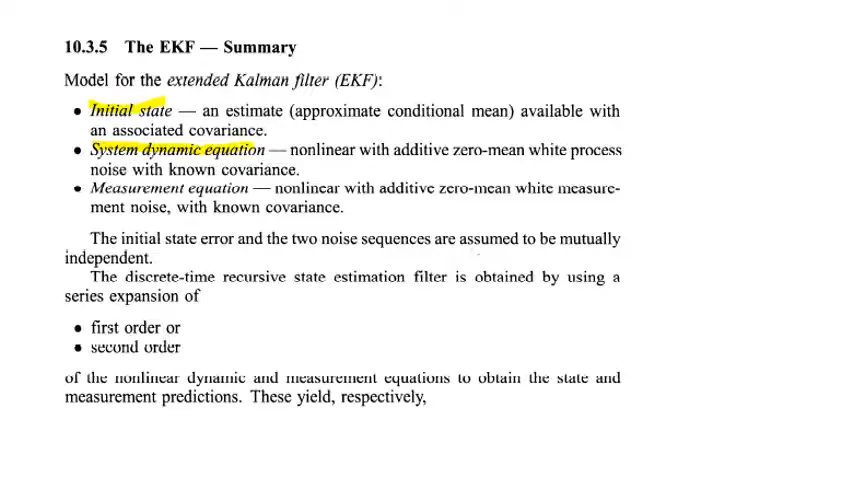 10.3.5 The EKF — Summary
Model for the extended Kalman filter (EKF):
• Initial state — an estimate (approximate conditional mean) available with
an associated covariance.
• System dynamic equation — nonlinear with additive zero-mean white process
noise with known covariance.
• Measurement equation — nonlinear with additive zero-mean white measure-
ment noise, with known covariance.
The initial state error and the two noise sequences are assumed to be mutually
independent.
The discrete-time recursive state estimation filter is obtained by using a
series expansion of
• first order or
• second order
of the nonlinear dynamic and measurement equations to obtain the state and
measurement predictions. These yield, respectively,